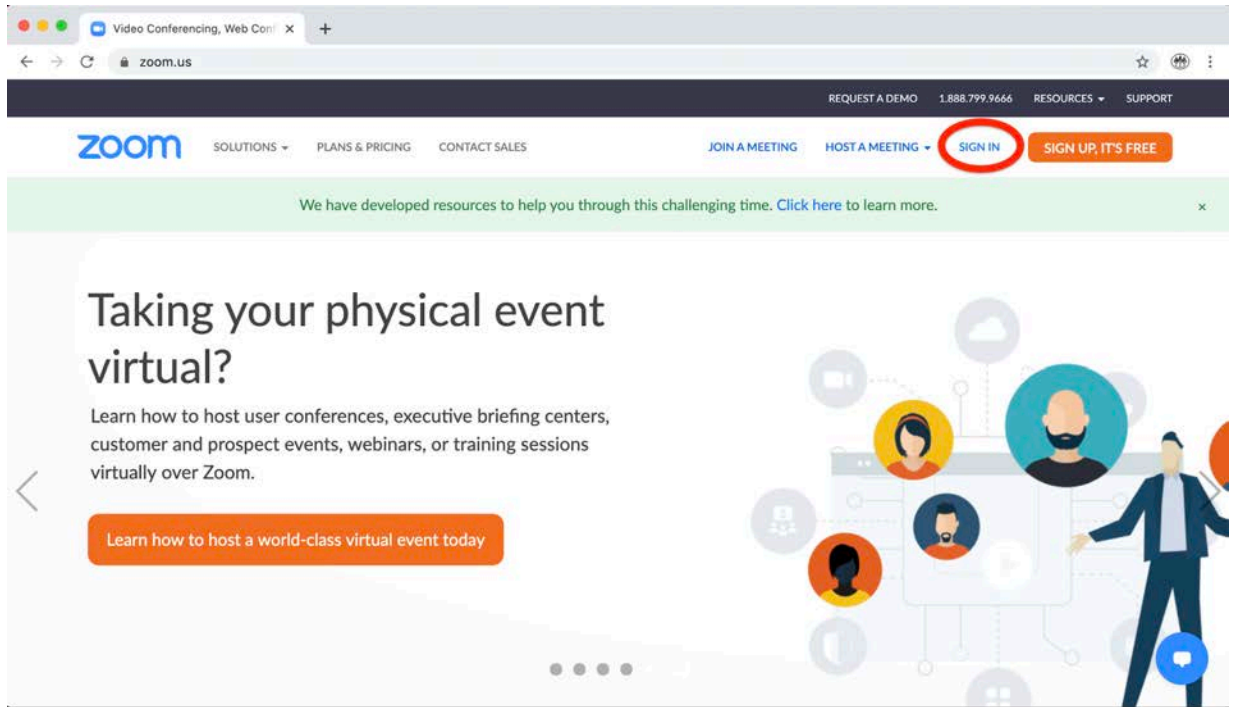 Video Conferencing, Web Conf
zoom.us
REQUEST A DEMO 1.888.799.9666 RESOURCES SUPPORT
zoom SOLUTIONS PLANS & PRICING CONTACT SALES JOIN A MEETING HOST A MEETING SIGN IN SIGN UP, IT'S FREE
We have developed resources to help you through this challenging time. Click here to learn more.
Taking your physical event
virtual?
Learn how to host user conferences, executive briefing centers,
customer and prospect events, webinars, or training sessions
virtually over Zoom.
Learn how to host a world-class virtual event today